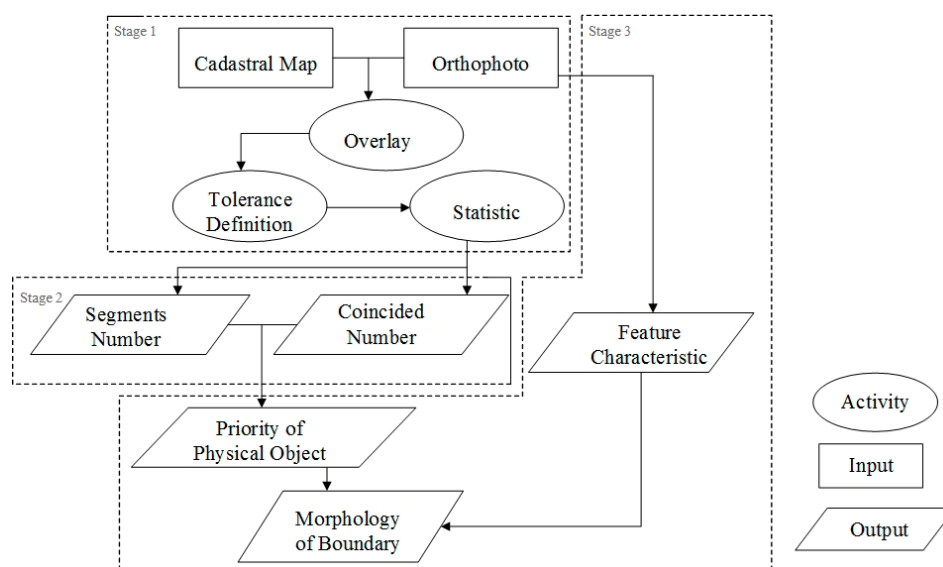 Stage 1
Stage 3
Cadastral Map
Orthophoto
Overlay
Tolerance
Definition
Statistic
Stage 2
Segments
Number
Coincided
Number
Feature
Characteristic
Priority of
Physical Object
Morphology
of Boundary
Activity
Input
Output